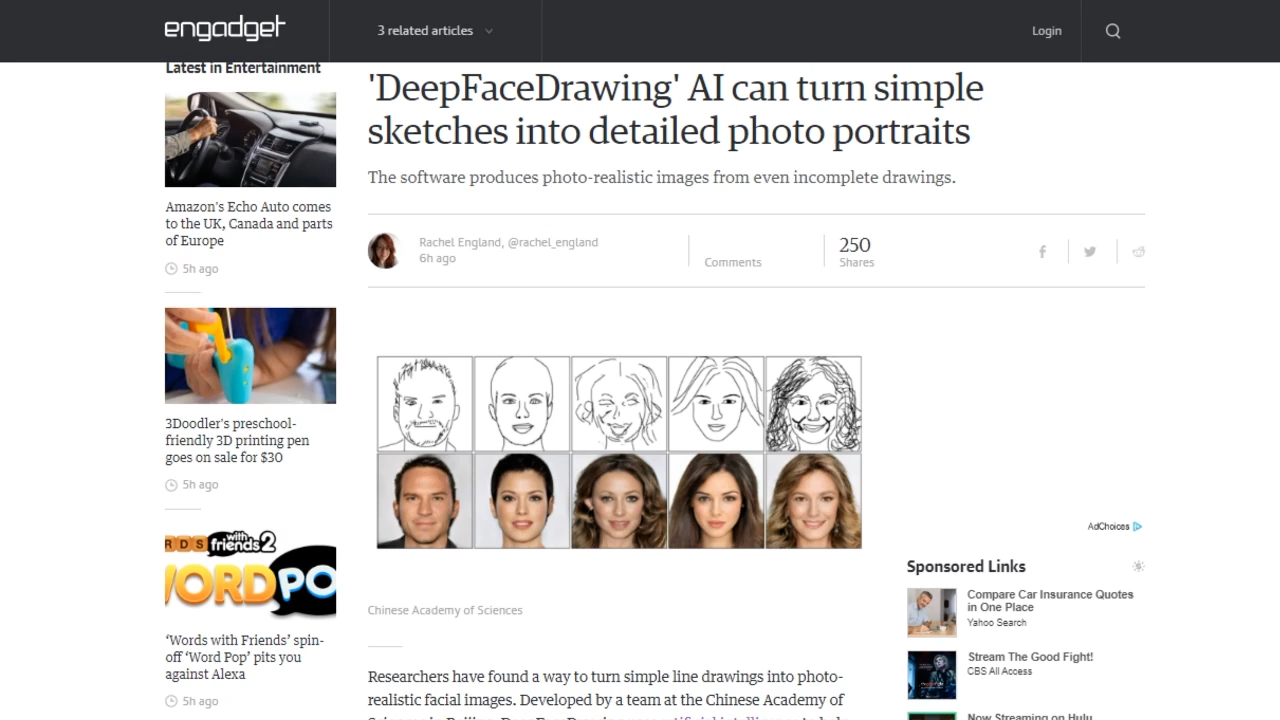 engadget
3 related articles
Login
Latest in Entertainment
Amazon's Echo Auto comes
to the UK, Canada and parts
of Europe
5h ago
3Doodler's preschool-
friendly 3D printing pen
goes on sale for $30
5h ago
RDS with
friends 2
WORD PO
‘Words with Friends’ spin-
off ‘Word Pop’ pits you
against Alexa
5h ago
'DeepFaceDrawing' AI can turn simple
sketches into detailed photo portraits
The software produces photo-realistic images from even incomplete drawings.
Rachel England, @rachel_england
6h ago
Comments
250
Shares
Chinese Academy of Sciences
Researchers have found a way to turn simple line drawings into photo-
realistic facial images. Developed by a team at the Chinese Academy of
AdChoices
Sponsored Links
Compare Car Insurance Quotes
in One Place
Yahoo Search
Stream The Good Fight!
CBS All Access
Now Streaming on Hulu